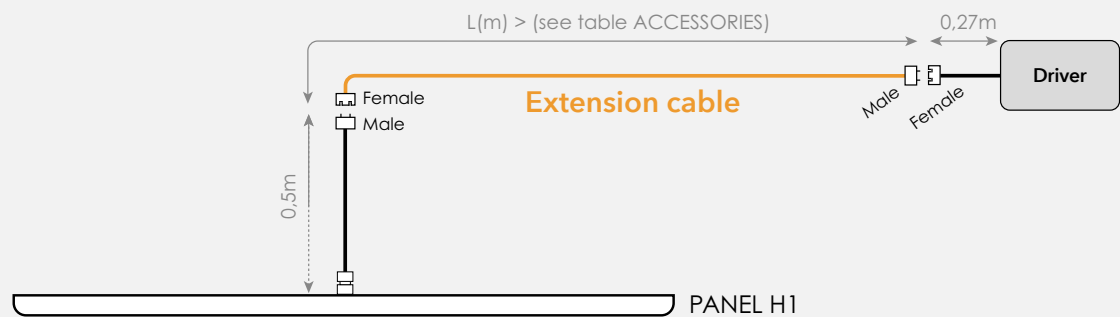 L(m) > (see table ACCESSORIES)
0,27m
Driver
Female
Male
Extension cable
Male
Female
0,5m
PANEL H1